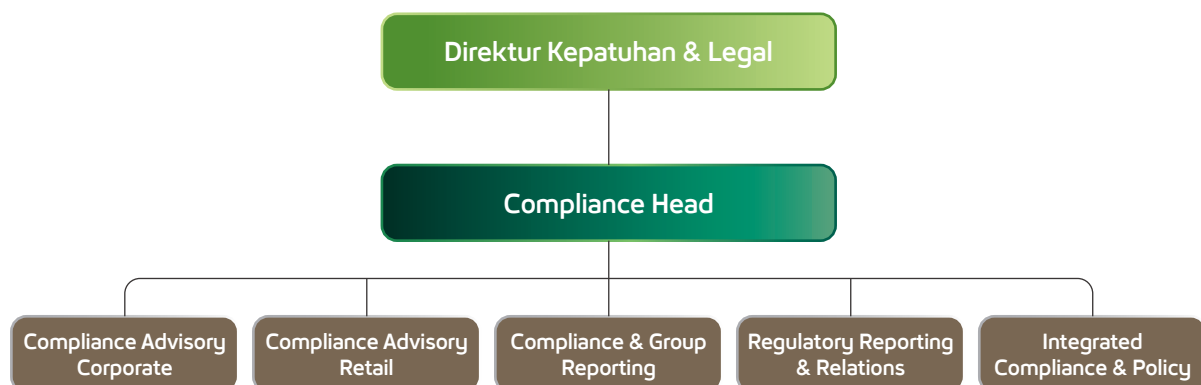 Direktur Kepatuhan & Legal
Compliance Head
Compliance Advisory
Corporate
Compliance Advisory
Retail
Compliance & Group
Reporting
Regulatory Reporting
& Relations
Integrated
Compliance & Policy